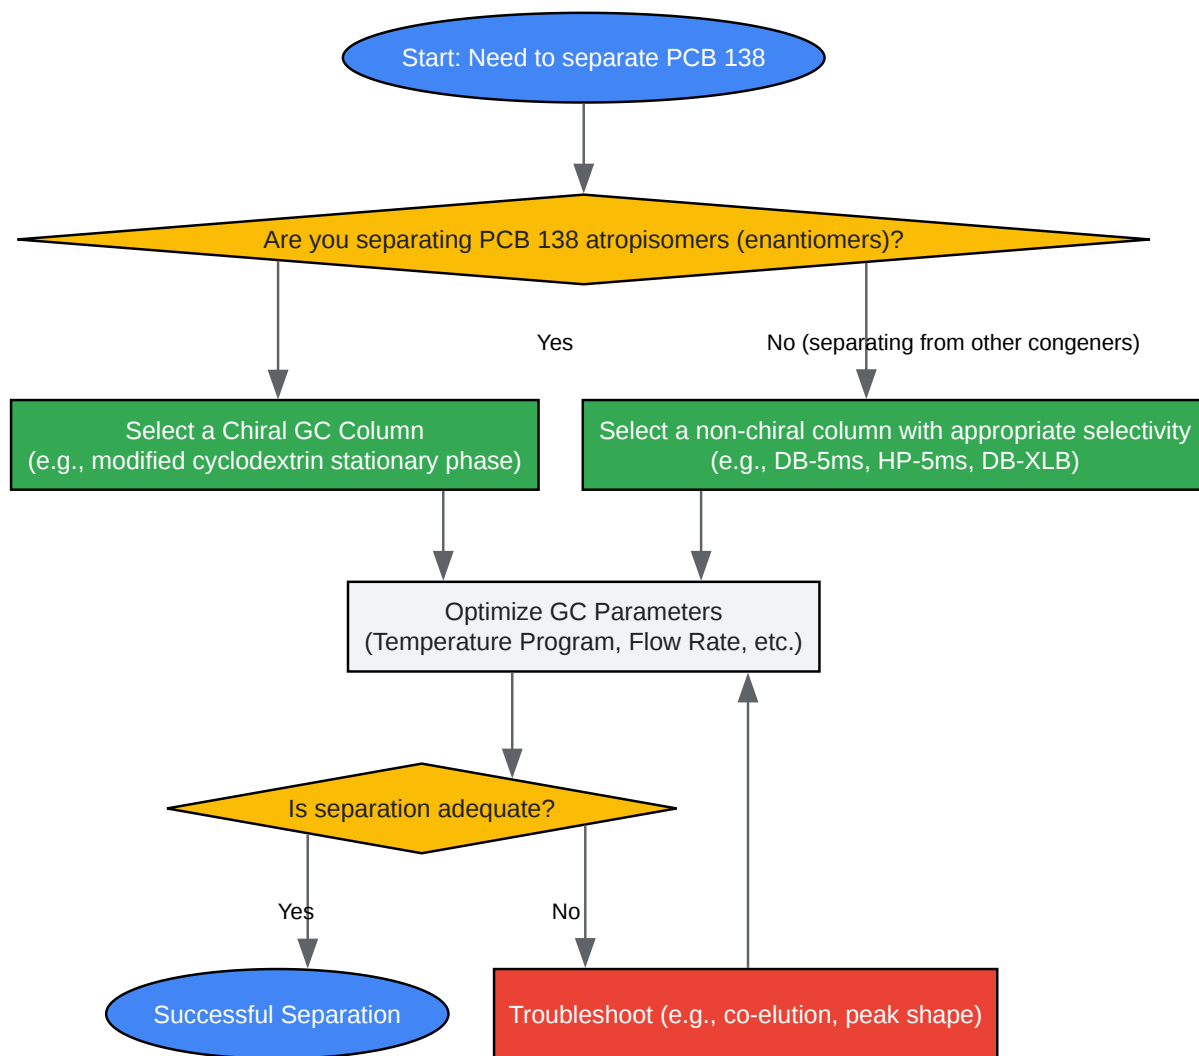 Start: Need to separate PCB 138
Are you separating PCB 138 atropisomers (enantiomers)?
Yes
No (separating from other congeners)
Select a Chiral GC Column
(e.g., modified cyclodextrin stationary phase)
Select a non-chiral column with appropriate selectivity
(e.g., DB-5ms, HP-5ms, DB-XLB)
Optimize GC Parameters
(Temperature Program, Flow Rate, etc.)
Is separation adequate?
Yes
No
Successful Separation
Troubleshoot (e.g., co-elution, peak shape)